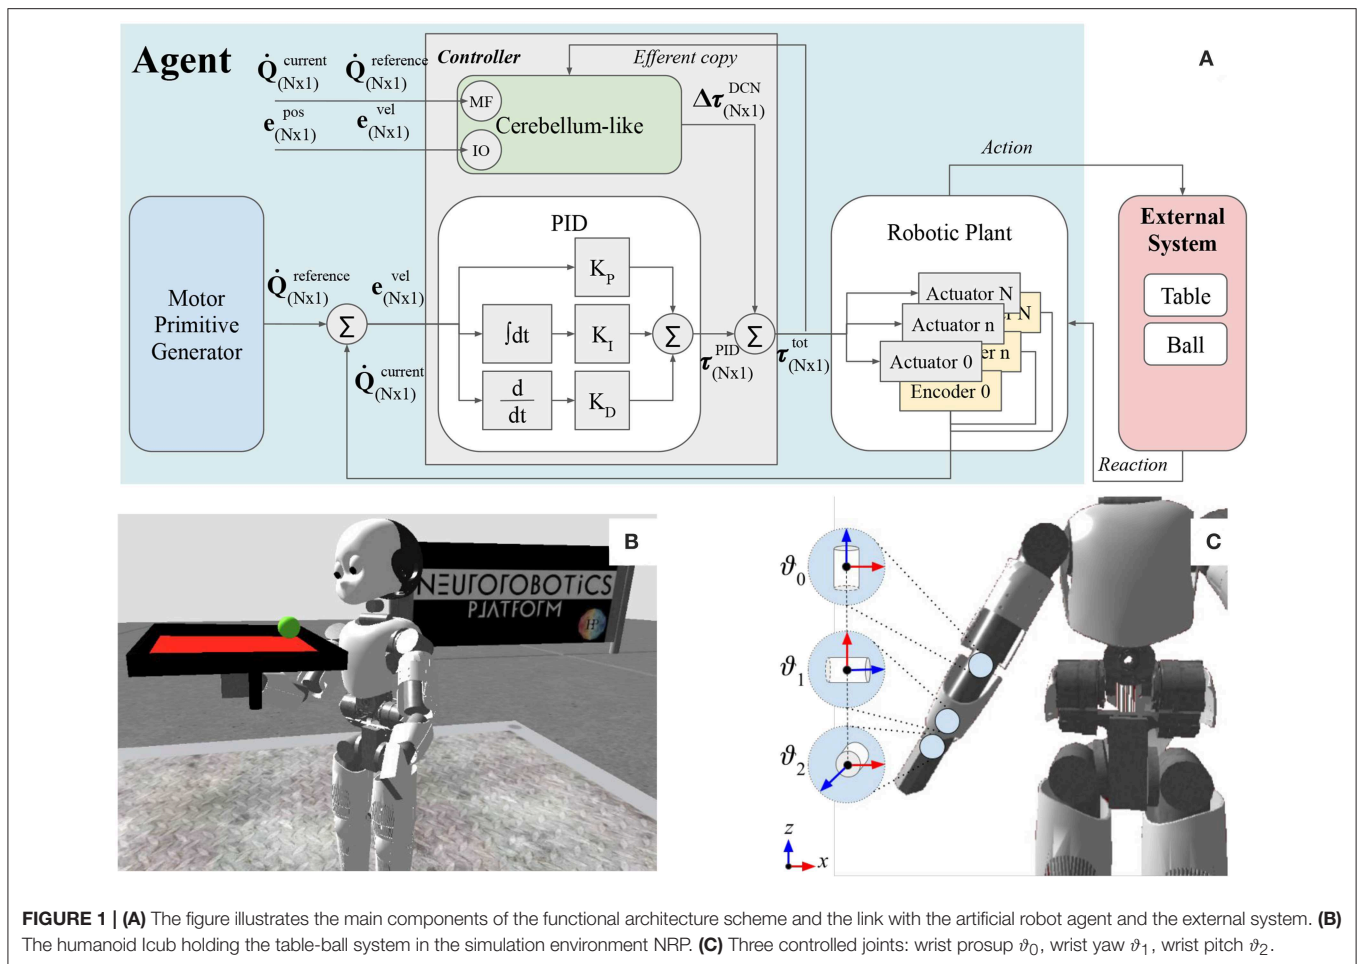 Agent
A
Q̇ current (Nx1) Q̇ reference (Nx1)
Controller
Efferent copy
MF
e pos (Nx1) e vel (Nx1)
Cerebellum-like
IO
Δτ DCN (Nx1)
Action
Motor
Primitive
Generator
Q̇ reference (Nx1)
e vel (Nx1)
Σ
Q̇ current (Nx1)
PID
K P
∫dt
K I
d
dt
K D
Σ
τ PID (Nx1)
Σ
τ tot (Nx1)
Robotic Plant
Actuator N
r N
Actuator n
er n
Actuator 0
Encoder 0
External
System
Table
Ball
Reaction
B
NEUROROBOTICS
PLATFORM
C
ϑ0
ϑ1
ϑ2
z
x
FIGURE 1 | (A) The figure illustrates the main components of the functional architecture scheme and the link with the artificial robot agent and the external system. (B)
The humanoid Icub holding the table-ball system in the simulation environment NRP. (C) Three controlled joints: wrist prosup ϑ0, wrist yaw ϑ1, wrist pitch ϑ2.